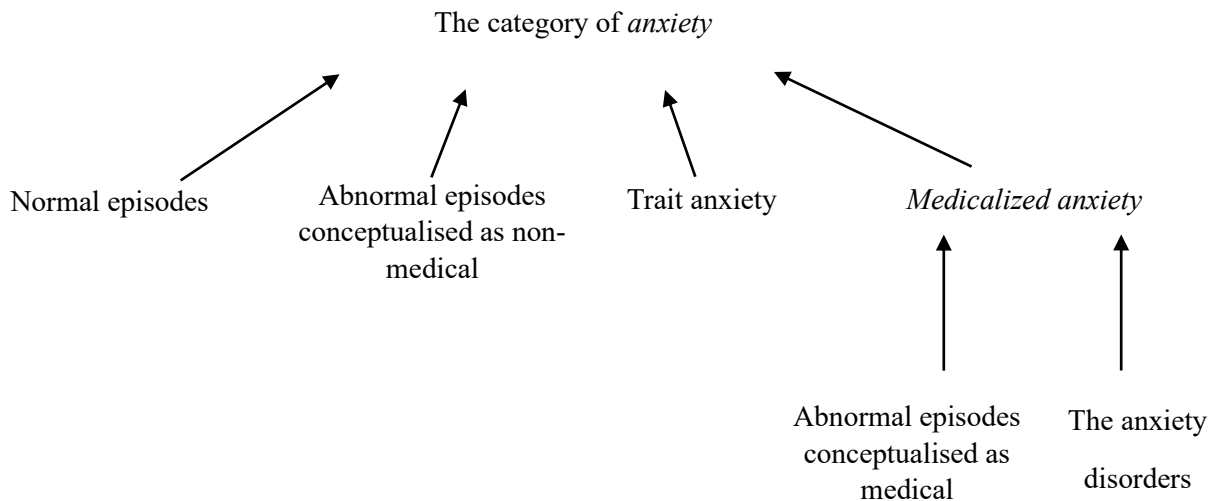 The category of anxiety
Normal episodes
Abnormal episodes
conceptualised as non-
medical
Trait anxiety
Medicalized anxiety
Abnormal episodes
conceptualised as
medical
The anxiety
disorders